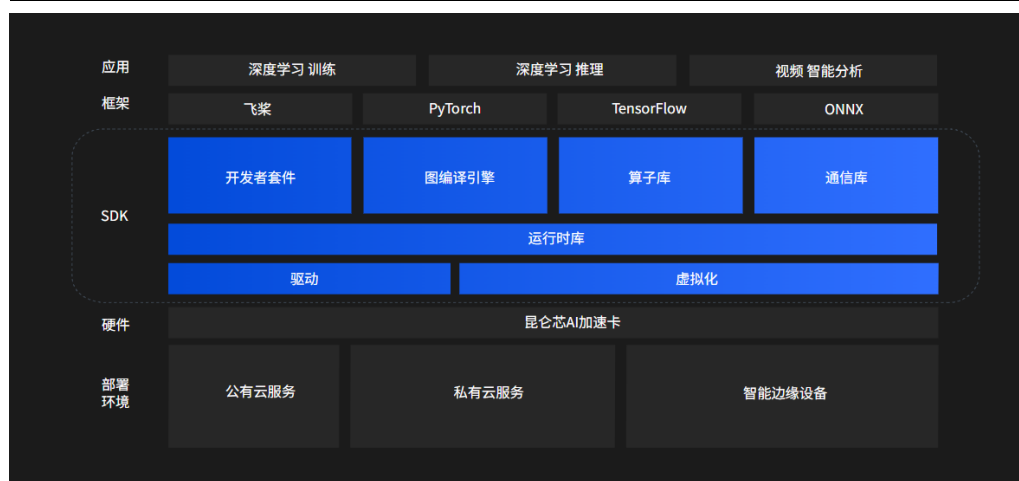 应用
深度学习 训练
深度学习 推理
视频 智能分析
框架
飞桨
PyTorch
TensorFlow
ONNX
SDK
开发者套件
图编译引擎
算子库
通信库
运行时库
驱动
虚拟化
硬件
昆仑芯AI加速卡
部署
环境
公有云服务
私有云服务
智能边缘设备